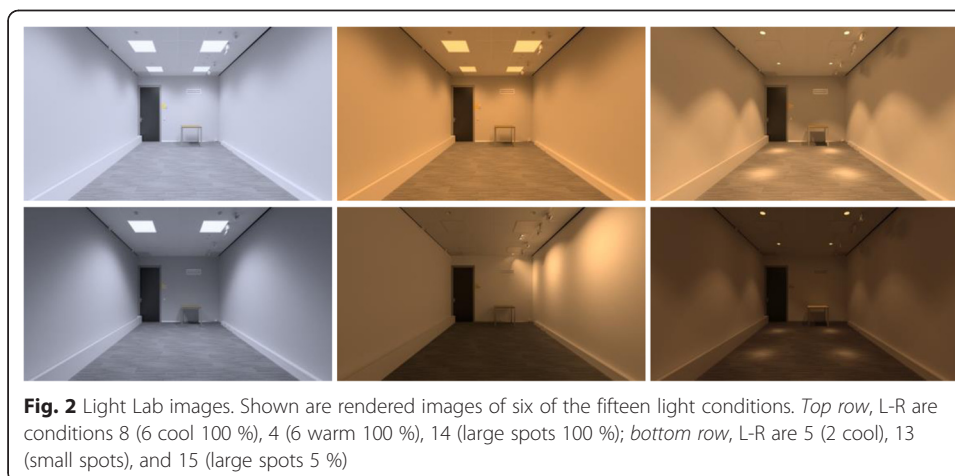 Fig. 2 Light Lab images. Shown are rendered images of six of the fifteen light conditions. Top row, L-R are
conditions 8 (6 cool 100 %), 4 (6 warm 100 %), 14 (large spots 100 %); bottom row, L-R are 5 (2 cool), 13
(small spots), and 15 (large spots 5 %)